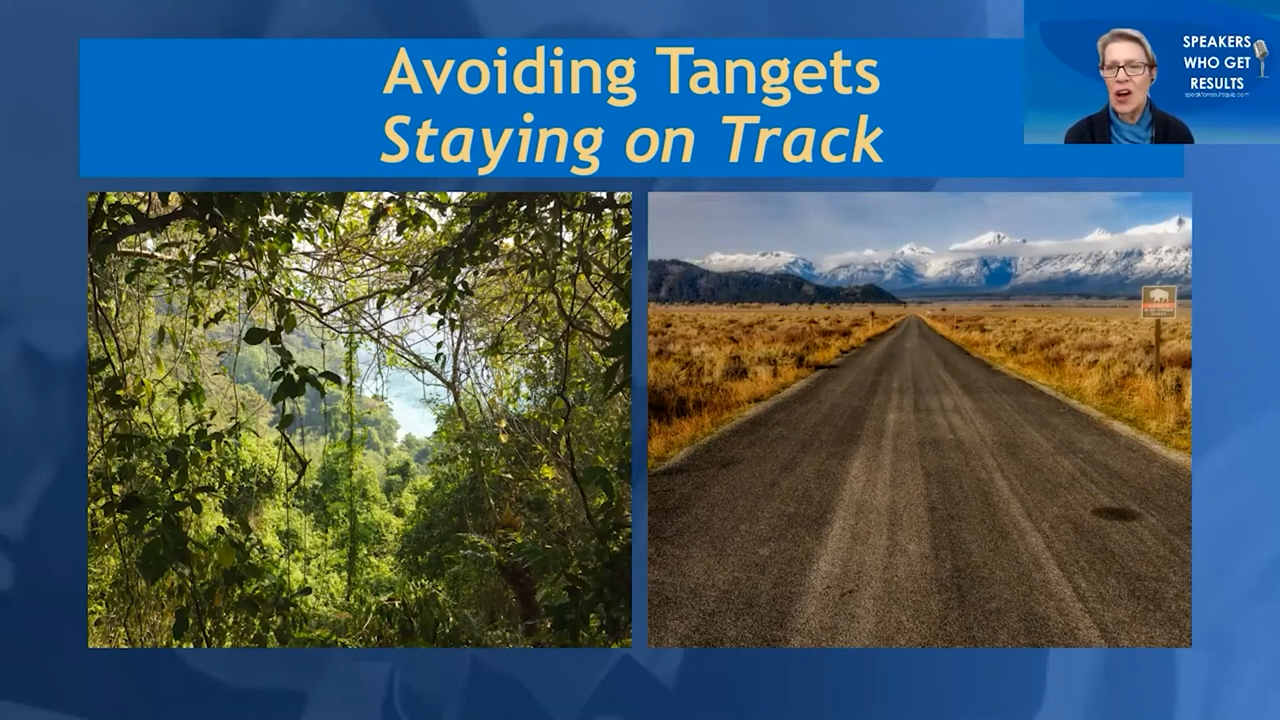 Avoiding Tangets
Staying on Track
SPEAKERS
WHO GET
RESULTS